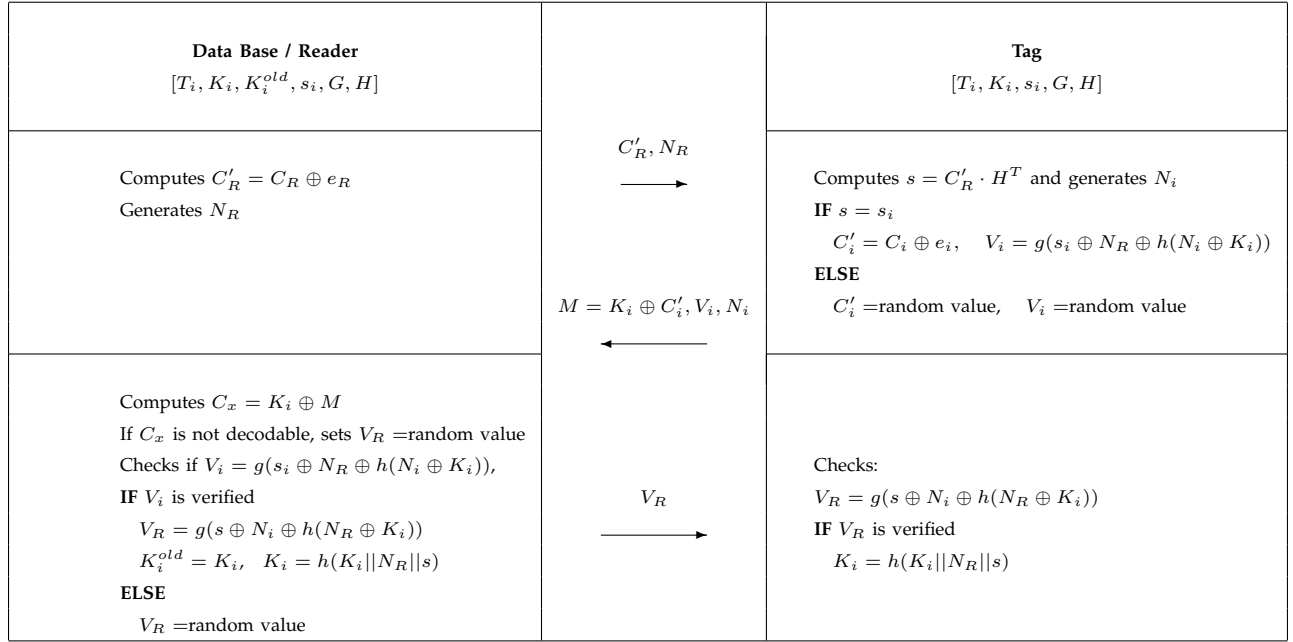 Data Base / Reader
[T_i, K_i, K_i^{old}, s_i, G, H]
Tag
[T_i, K_i, s_i, G, H]
Computes C'_R = C_R ⊕ e_R
Generates N_R
C'_R, N_R
Computes s = C'_R · H^T and generates N_i
IF s = s_i
C'_i = C_i ⊕ e_i, V_i = g(s_i ⊕ N_R ⊕ h(N_i ⊕ K_i))
ELSE
C'_i =random value, V_i =random value
M = K_i ⊕ C'_i, V_i, N_i
Computes C_x = K_i ⊕ M
If C_x is not decodable, sets V_R =random value
Checks if V_i = g(s_i ⊕ N_R ⊕ h(N_i ⊕ K_i)),
IF V_i is verified
V_R = g(s ⊕ N_i ⊕ h(N_R ⊕ K_i))
K_i^{old} = K_i, K_i = h(K_i||N_R||s)
ELSE
V_R =random value
V_R
Checks:
V_R = g(s ⊕ N_i ⊕ h(N_R ⊕ K_i))
IF V_R is verified
K_i = h(K_i||N_R||s)